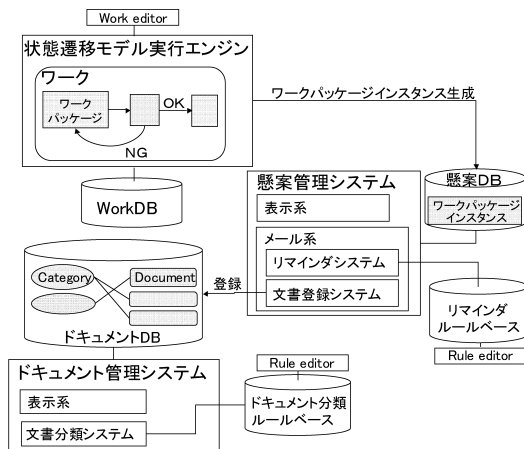 Work editor
状態遷移モデル実行エンジン
ワーク
ワーク
パッケージ
OK
NG
ワークパッケージインスタンス生成
WorkDB
懸案管理システム
表示系
メール系
リマインダシステム
文書登録システム
懸案DB
ワークパッケージ
インスタンス
登録
Category
Document
ドキュメントDB
リマインダ
ルールベース
Rule editor
ドキュメント管理システム
表示系
文書分類システム
Rule editor
ドキュメント分類
ルールベース